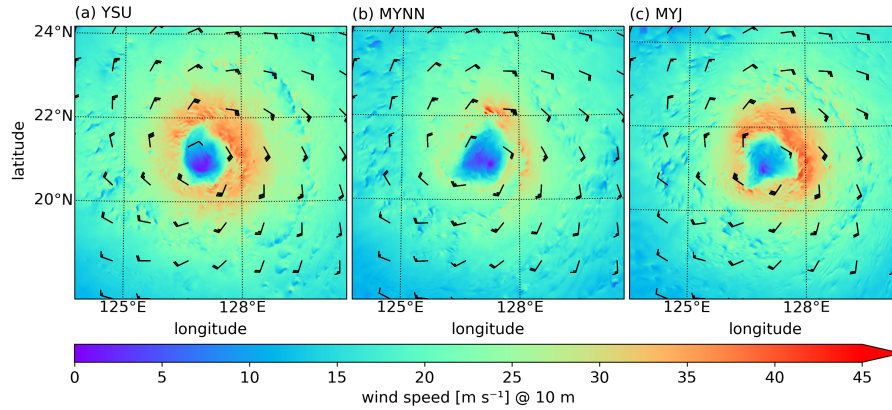 (a) YSU
(b) MYNN
(c) MYJ
24°N
22°N
20°N
latitude
125°E
128°E
125°E
128°E
125°E
128°E
longitude
longitude
longitude
0
5
10
15
20
25
30
35
40
45
wind speed [m s⁻¹] @ 10 m